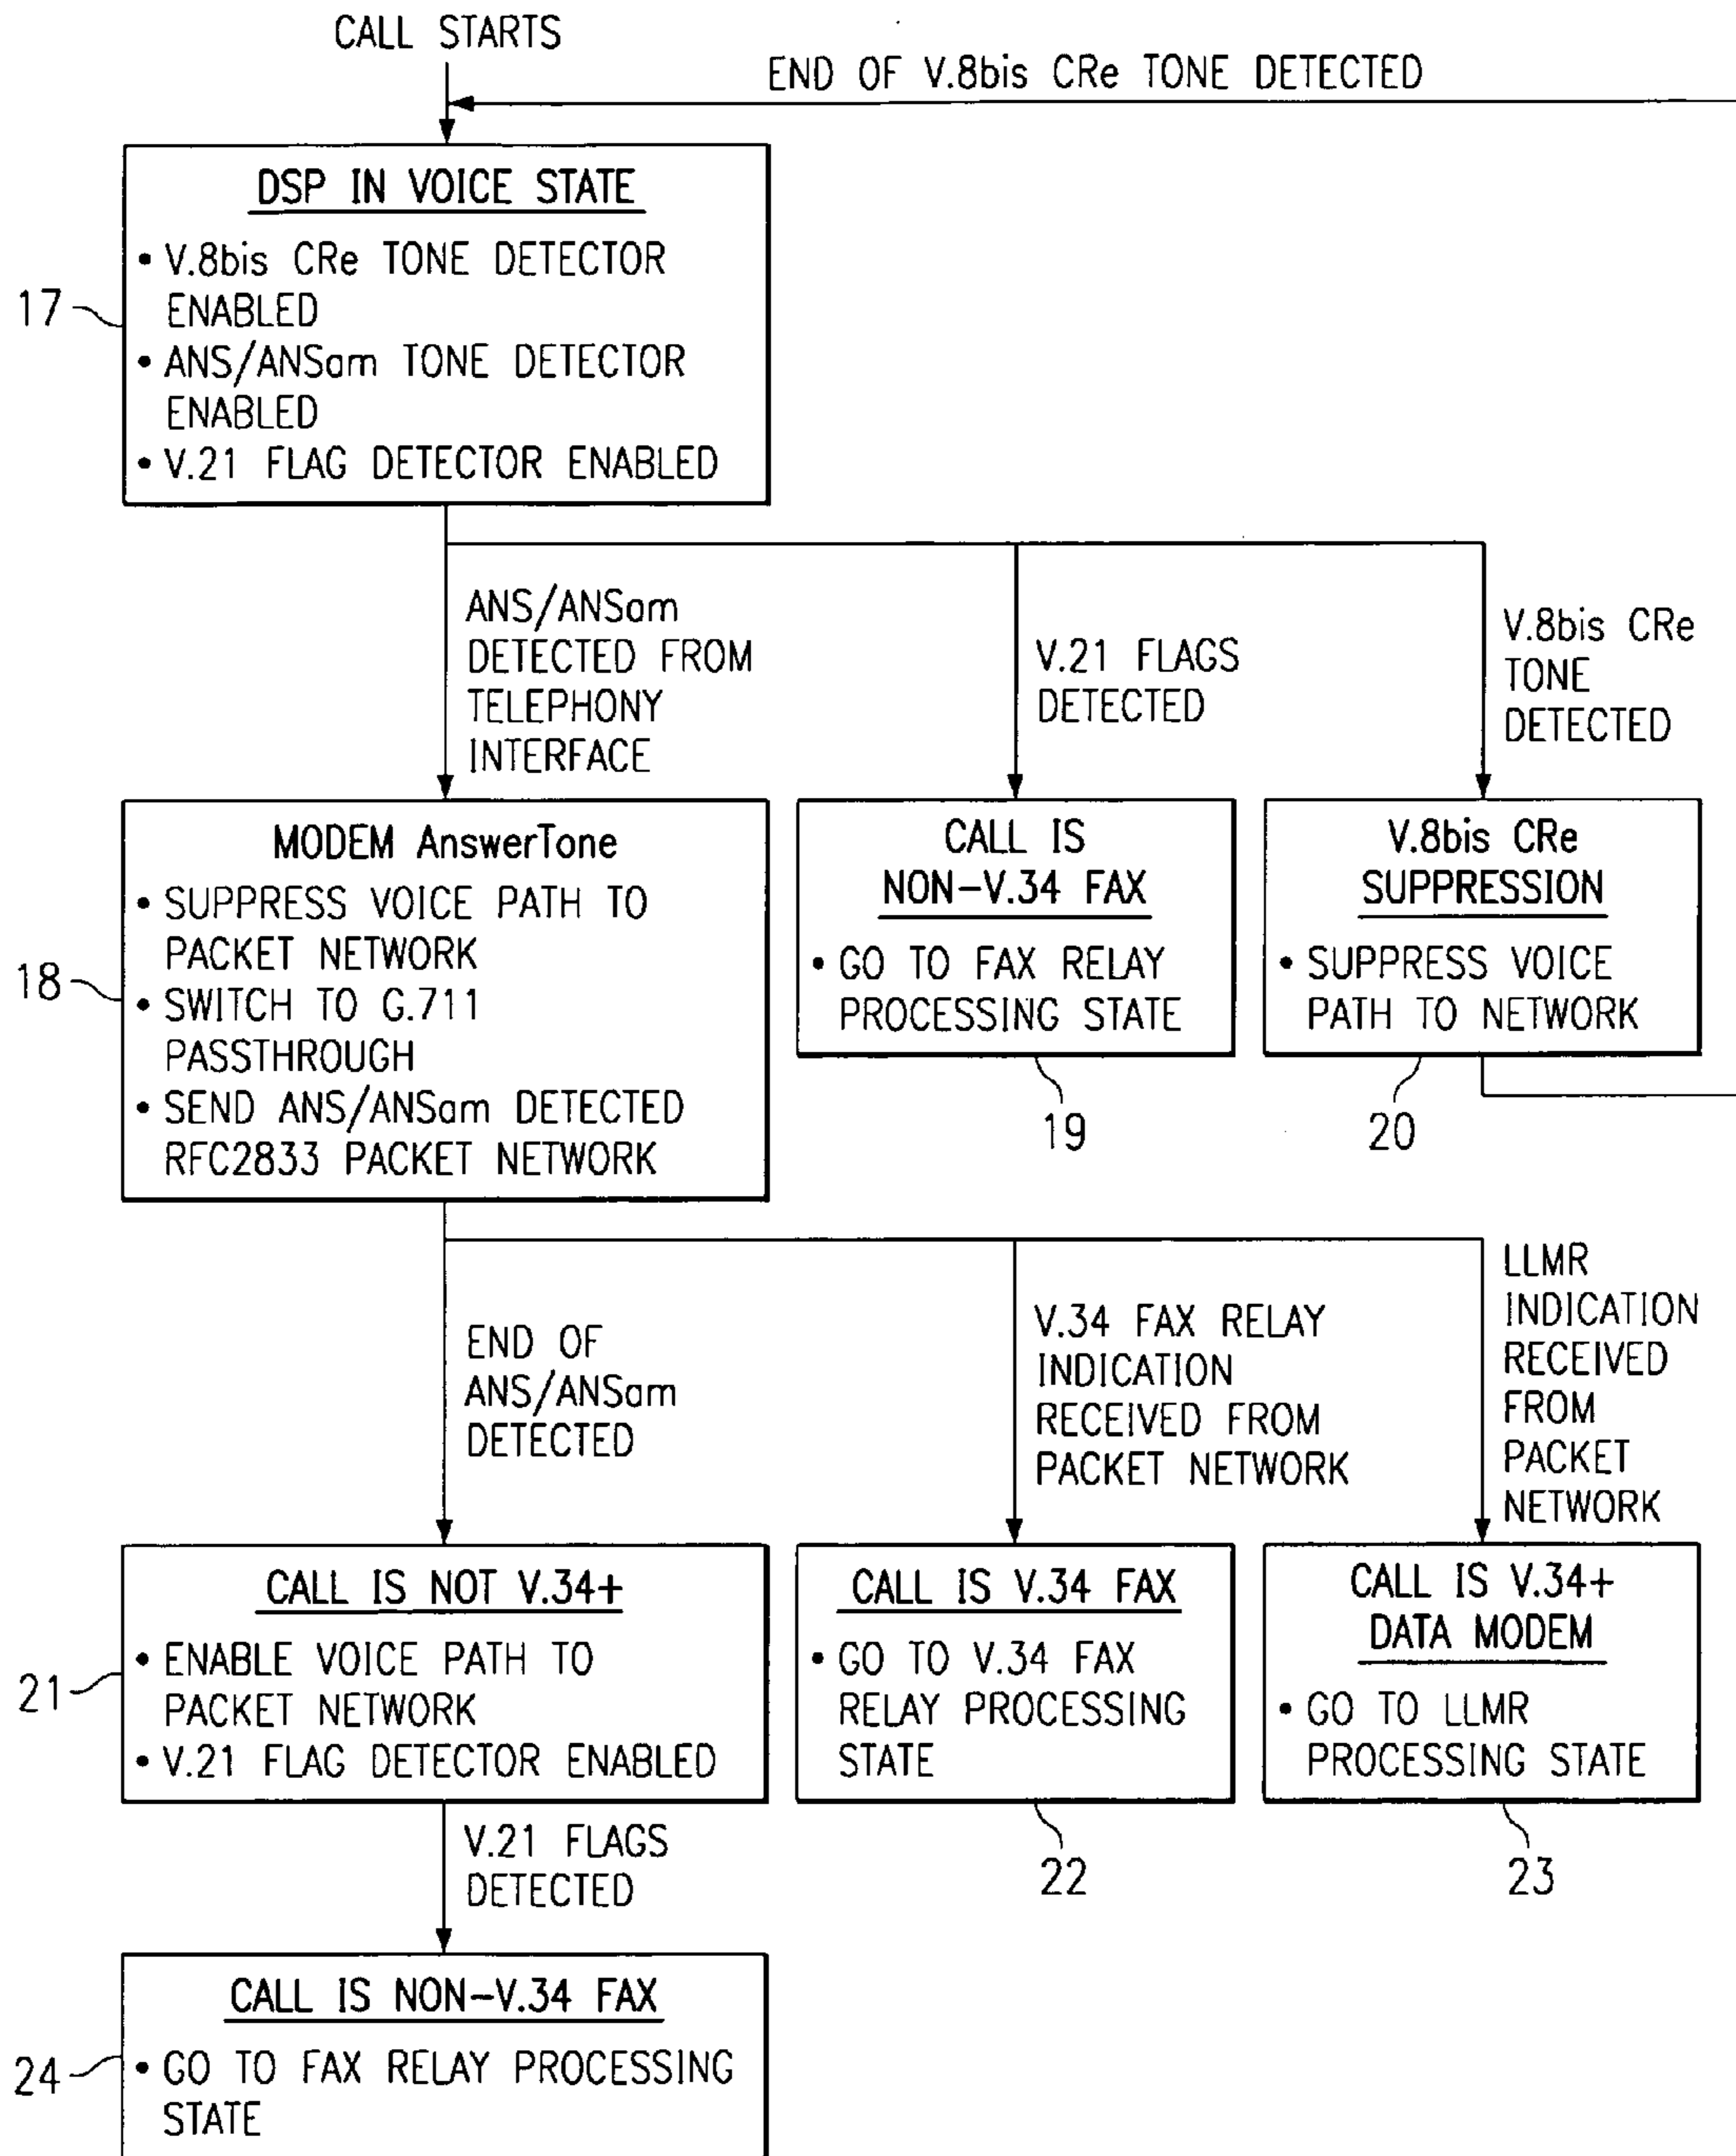 CALL STARTS
END OF V.8bis CRe TONE DETECTED
DSP IN VOICE STATE
• V.8bis CRe TONE DETECTOR
ENABLED
• ANS/ANSam TONE DETECTOR
ENABLED
• V.21 FLAG DETECTOR ENABLED
17
ANS/ANSam
DETECTED FROM
TELEPHONY
INTERFACE
V.21 FLAGS
DETECTED
V.8bis CRe
TONE
DETECTED
MODEM AnswerTone
• SUPPRESS VOICE PATH TO
PACKET NETWORK
• SWITCH TO G.711
PASSTHROUGH
• SEND ANS/ANSam DETECTED
RFC2833 PACKET NETWORK
18
CALL IS
NON-V.34 FAX
• GO TO FAX RELAY
PROCESSING STATE
19
V.8bis CRe
SUPPRESSION
• SUPPRESS VOICE
PATH TO NETWORK
20
END OF
ANS/ANSam
DETECTED
V.34 FAX RELAY
INDICATION
RECEIVED FROM
PACKET NETWORK
LLMR
INDICATION
RECEIVED
FROM
PACKET
NETWORK
CALL IS NOT V.34+
• ENABLE VOICE PATH TO
PACKET NETWORK
• V.21 FLAG DETECTOR ENABLED
21
CALL IS V.34 FAX
• GO TO V.34 FAX
RELAY PROCESSING
STATE
22
CALL IS V.34+
DATA MODEM
• GO TO LLMR
PROCESSING STATE
23
V.21 FLAGS
DETECTED
CALL IS NON-V.34 FAX
• GO TO FAX RELAY PROCESSING
STATE
24